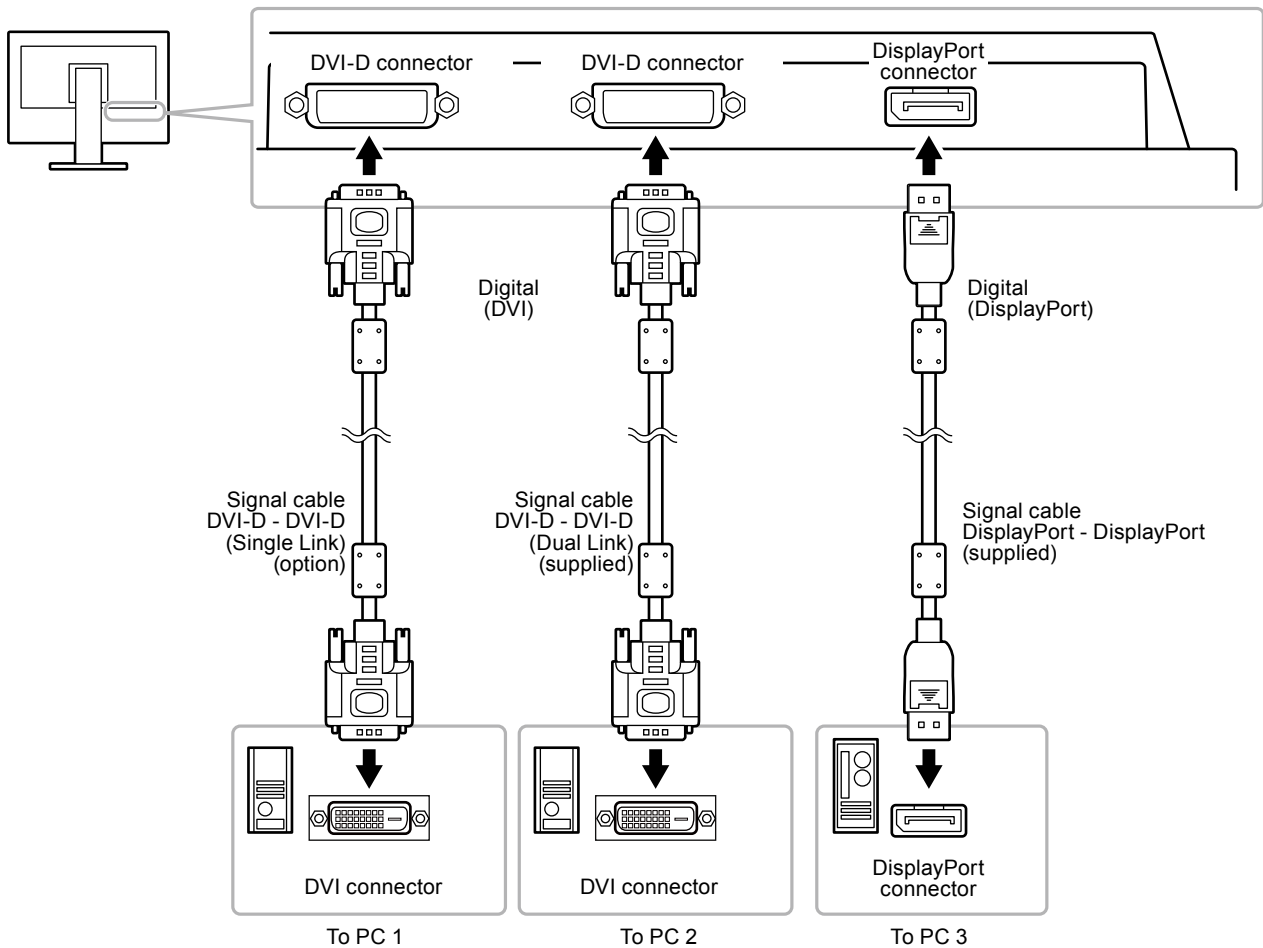 DVI-D connector
DVI-D connector
DisplayPort
connector
Digital
(DVI)
Digital
(DisplayPort)
Signal cable
DVI-D - DVI-D
(Single Link)
(option)
Signal cable
DVI-D - DVI-D
(Dual Link)
(supplied)
Signal cable
DisplayPort - DisplayPort
(supplied)
DVI connector
DVI connector
DisplayPort
connector
To PC 1
To PC 2
To PC 3